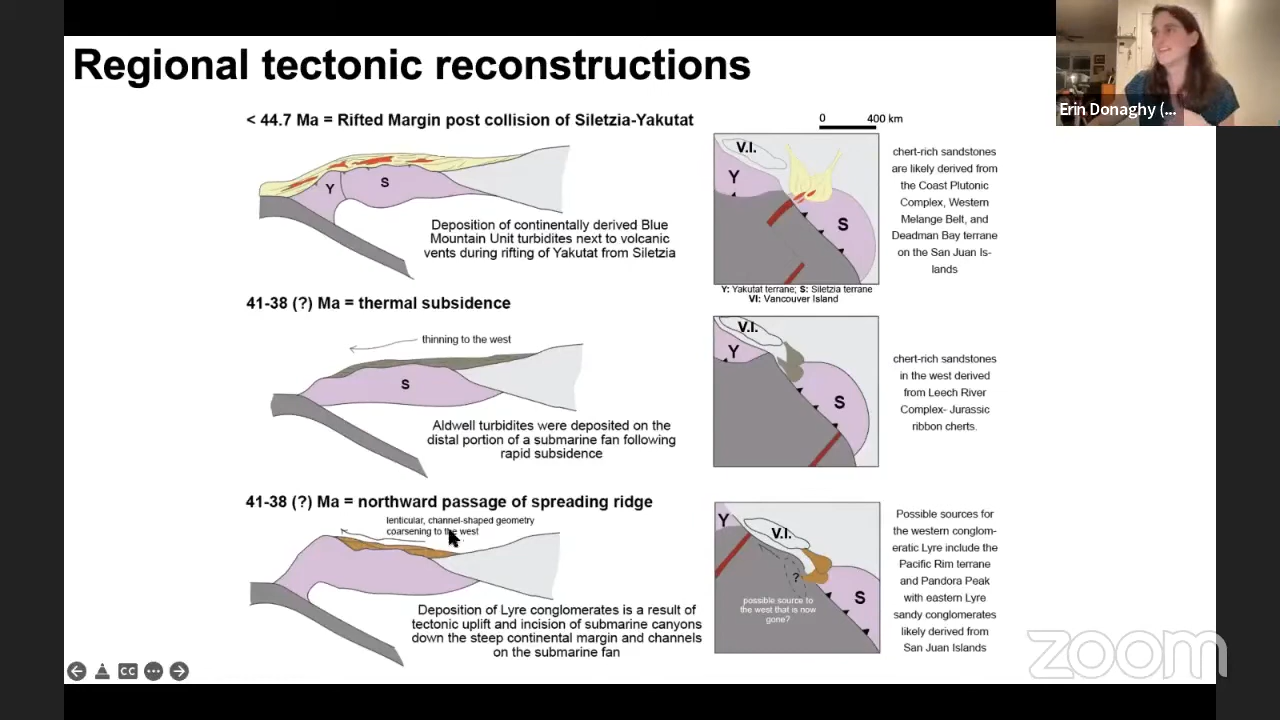 Regional tectonic reconstructions
Erin Donaghy (...
< 44.7 Ma = Rifted Margin post collision of Siletzia-Yakutat
Y
S
Deposition of continentally derived Blue
Mountain Unit turbidites next to volcanic
vents during rifting of Yakutat from Siletzia
0 400 km
V.I.
Y
S
Y: Yakutat terrane; S: Siletzia terrane
VI: Vancouver Island
chert-rich sandstones
are likely derived from
the Coast Plutonic
Complex, Western
Melange Belt, and
Deadman Bay terrane
on the San Juan Is-
lands
41-38 (?) Ma = thermal subsidence
thinning to the west
S
Aldwell turbidites were deposited on the
distal portion of a submarine fan following
rapid subsidence
V.I.
Y
S
chert-rich sandstones
in the west derived
from Leech River
Complex- Jurassic
ribbon cherts.
41-38 (?) Ma = northward passage of spreading ridge
lenticular, channel-shaped geometry
coarsening to the west
Deposition of Lyre conglomerates is a result of
tectonic uplift and incision of submarine canyons
down the steep continental margin and channels
on the submarine fan
Y
V.I.
?
S
possible source to
the west that is now
gone?
Possible sources for
the western conglom-
eratic Lyre include the
Pacific Rim terrane
and Pandora Peak
with eastern Lyre
sandy conglomerates
likely derived from
San Juan Islands
CC
zoom